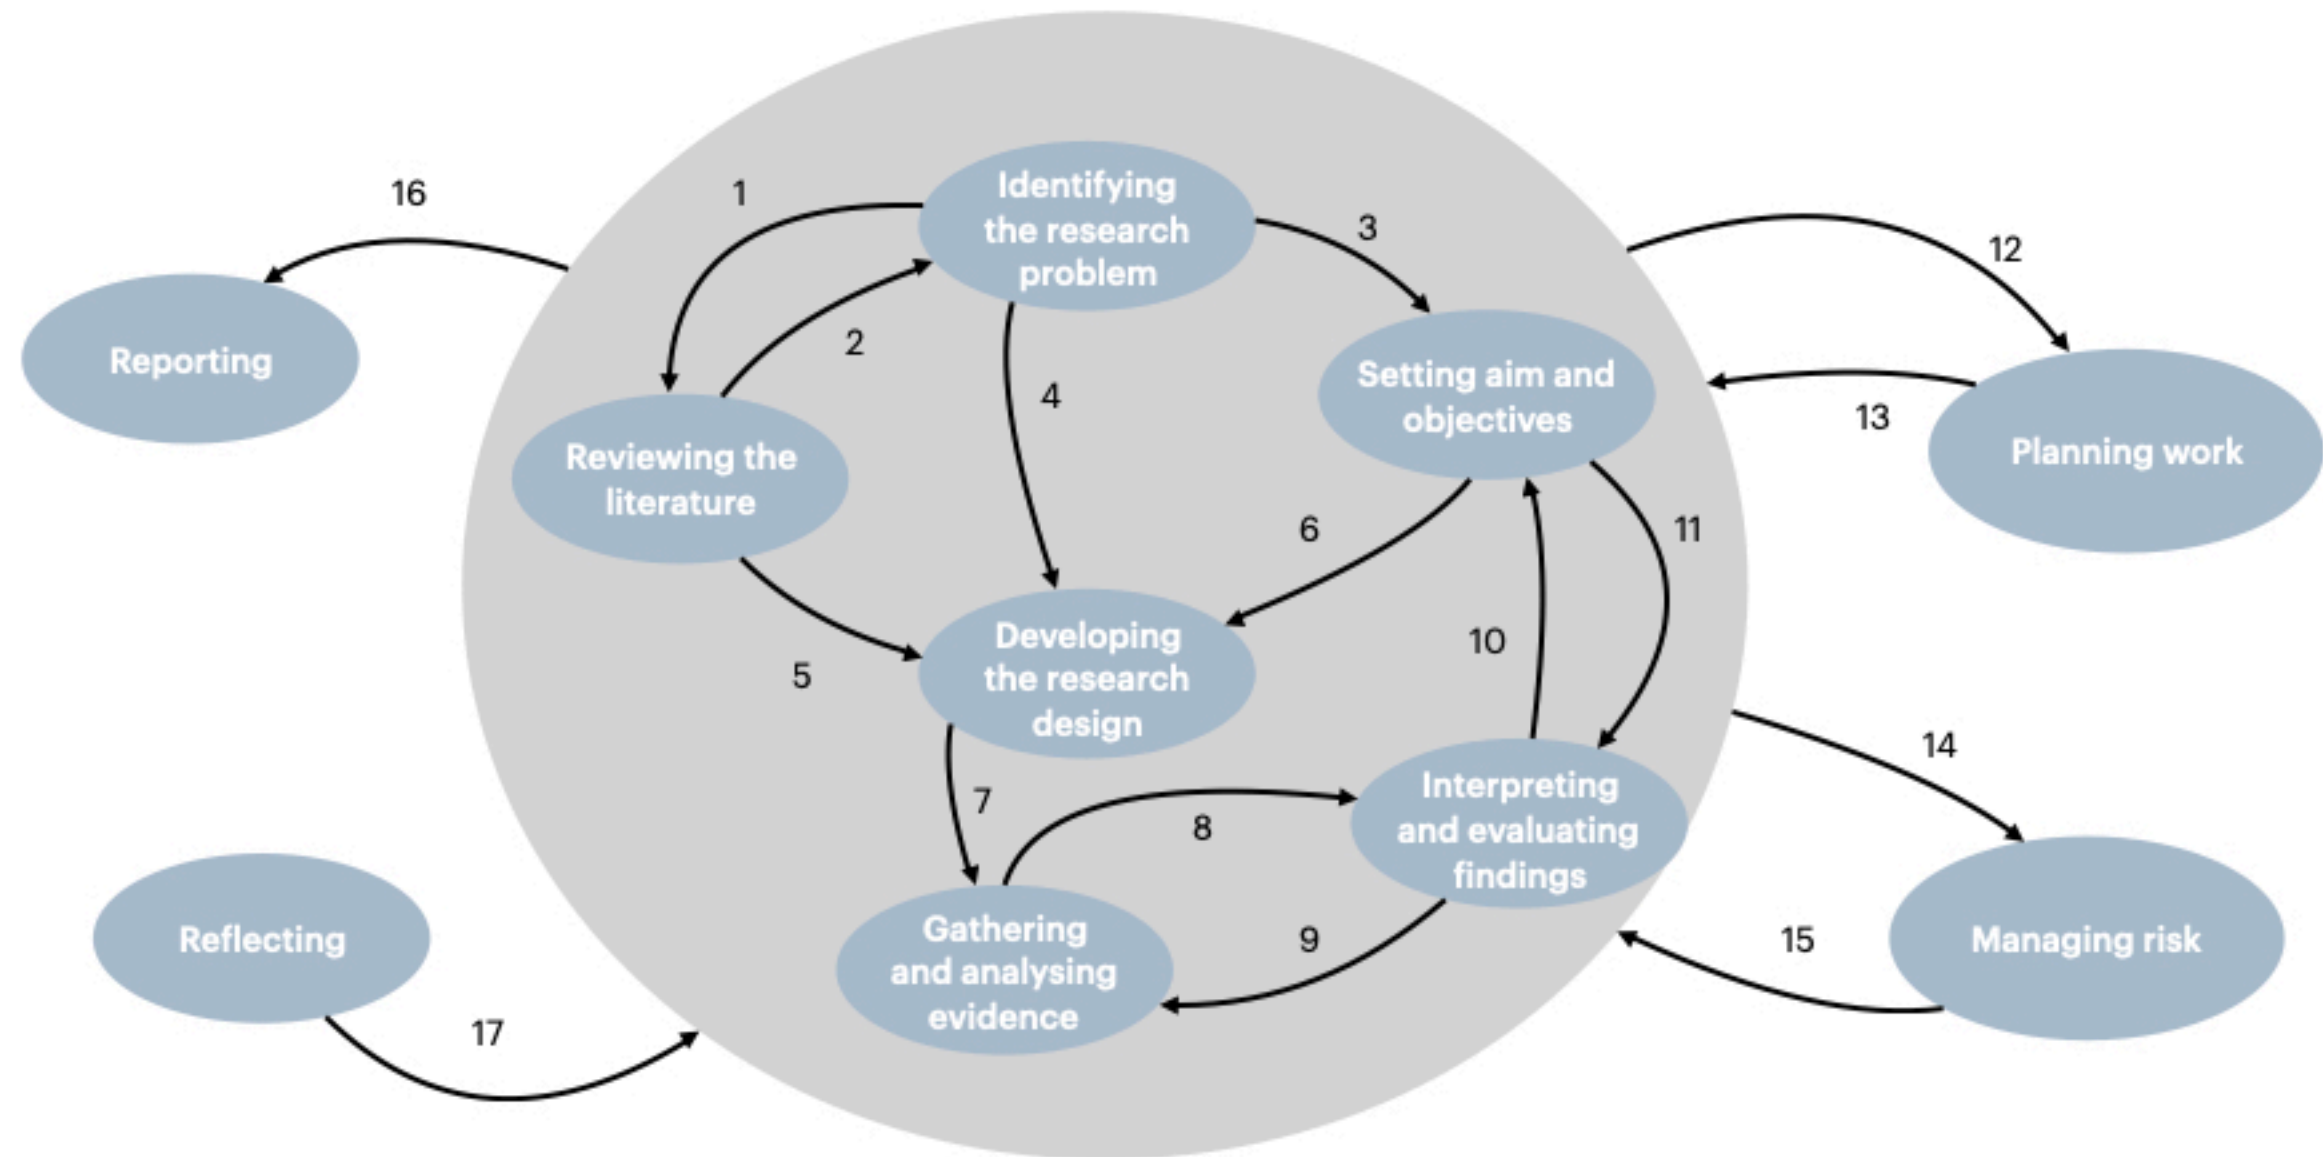 16
1
Identifying
the research
problem
3
12
Reporting
2
4
Setting aim and
objectives
13
Planning work
Reviewing the
literature
6
11
5
Developing
the research
design
10
14
7
8
Interpreting
and evaluating
findings
Reflecting
Gathering
and analysing
evidence
9
15
Managing risk
17